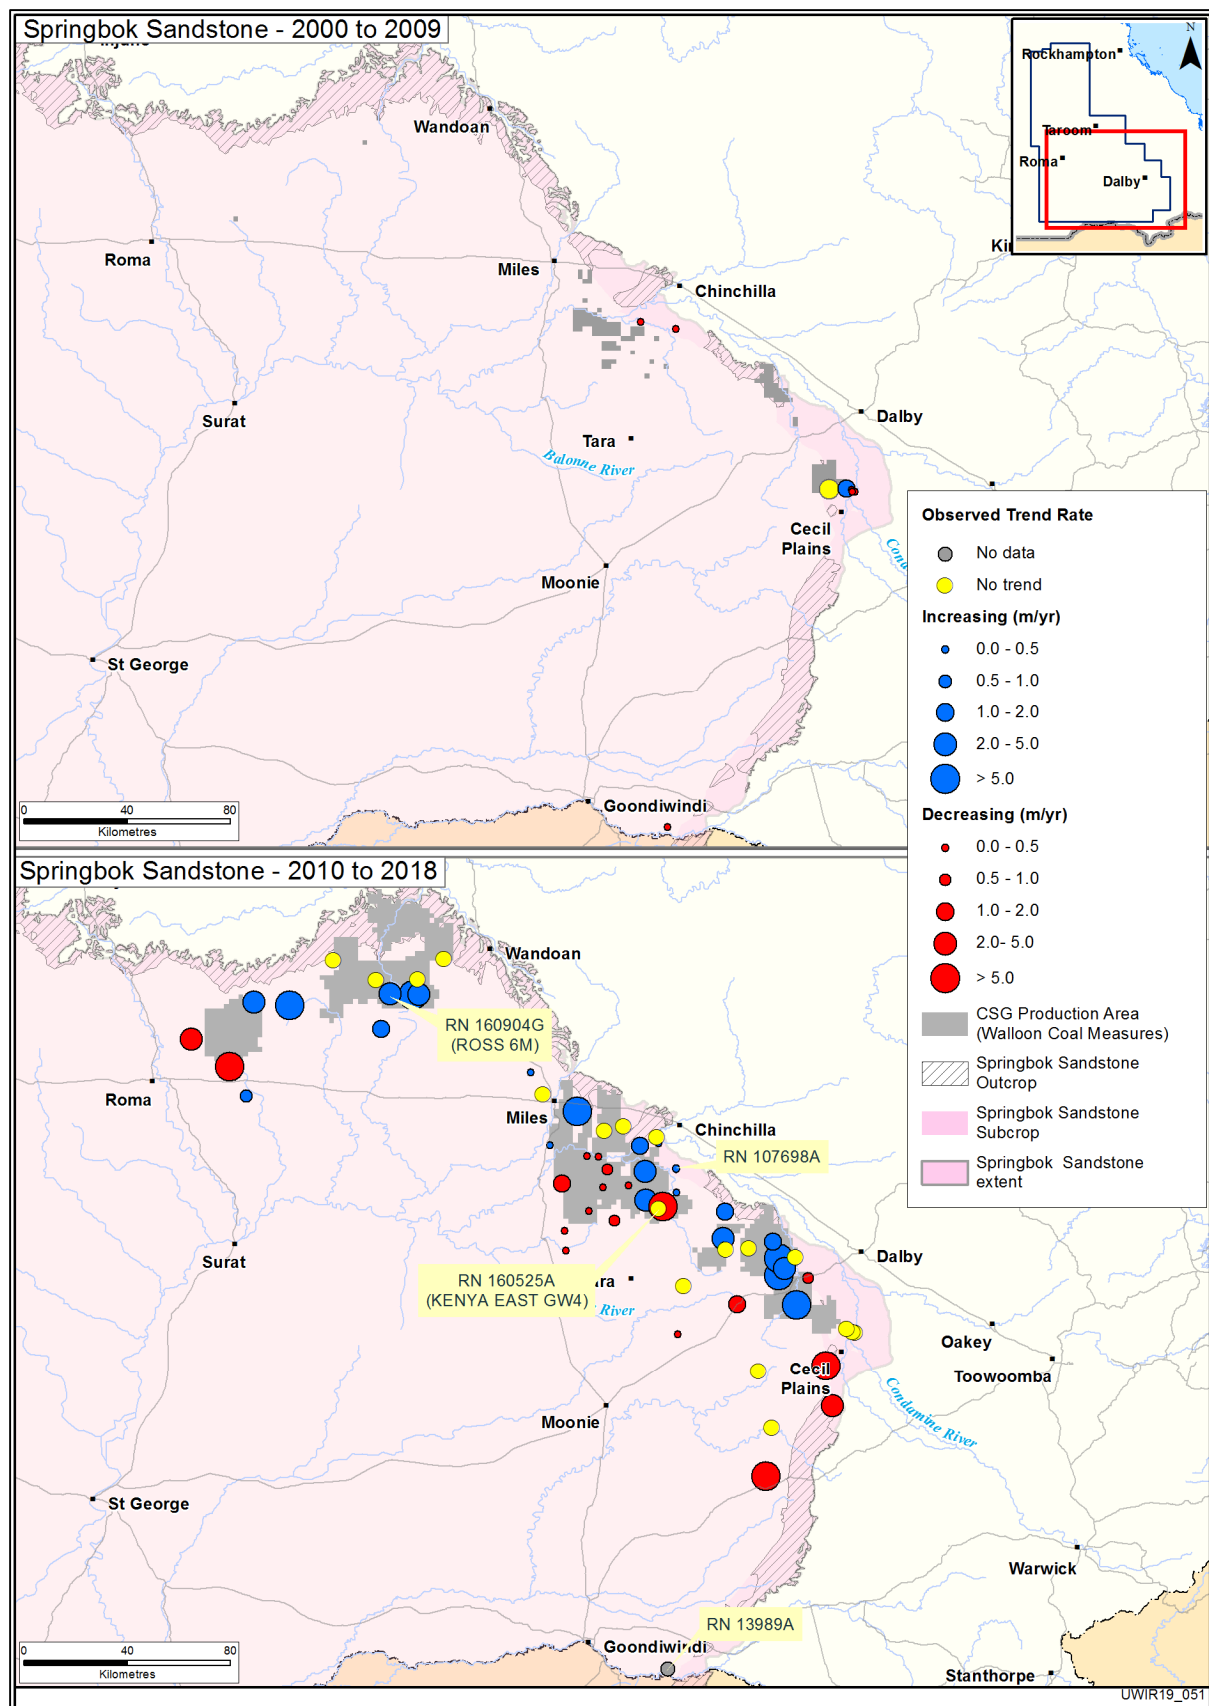 Springbok Sandstone - 2000 to 2009
Wandoan
Roma
Miles
Chinchilla
Surat
Tara
Balonne River
Dalby
Cecil
Plains
Moonie
St George
Goondiwindi
0 40 80
Kilometres
N
Rockhampton
Taroom
Roma
Dalby
Observed Trend Rate
No data
No trend
Increasing (m/yr)
0.0 - 0.5
0.5 - 1.0
1.0 - 2.0
2.0 - 5.0
> 5.0
Decreasing (m/yr)
0.0 - 0.5
0.5 - 1.0
1.0 - 2.0
2.0- 5.0
> 5.0
CSG Production Area
(Walloon Coal Measures)
Springbok Sandstone
Outcrop
Springbok Sandstone
Subcrop
Springbok Sandstone
extent
Springbok Sandstone - 2010 to 2018
Wandoan
RN 160904G
(ROSS 6M)
Roma
Miles
Chinchilla
RN 107698A
Surat
RN 160525A
(KENYA EAST GW4)
River
Dalby
Oakey
Toowoomba
Cecil
Plains
Condamine River
Moonie
St George
Warwick
RN 13989A
Goondiwindi
Stanthorpe
0 40 80
Kilometres
UWIR19_051